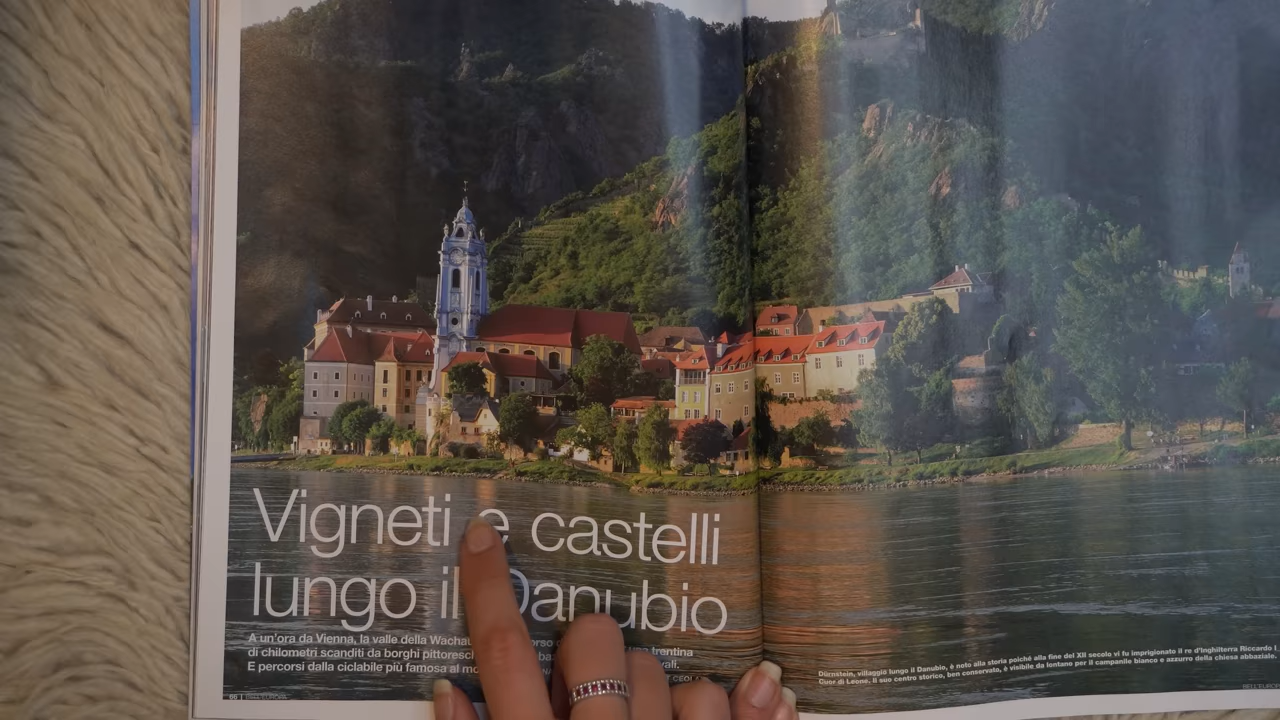 Vigneti e castelli
lungo il Danubio
A un'ora da Vienna, la valle della Wachau
di chilometri scanditi da borghi pittoreschi trentina
E percorsi dalla ciclabile più famosa al
Dürnstein, villaggio lungo il Danubio, è noto alla storia poiché alla fine del XII secolo vi fu imprigionato il re d'Inghilterra Riccardo I
Cuor di Leone. Il suo centro storico, ben conservato, è visibile da lontano per il campanile bianco e azzurro della chiesa abbaziale.